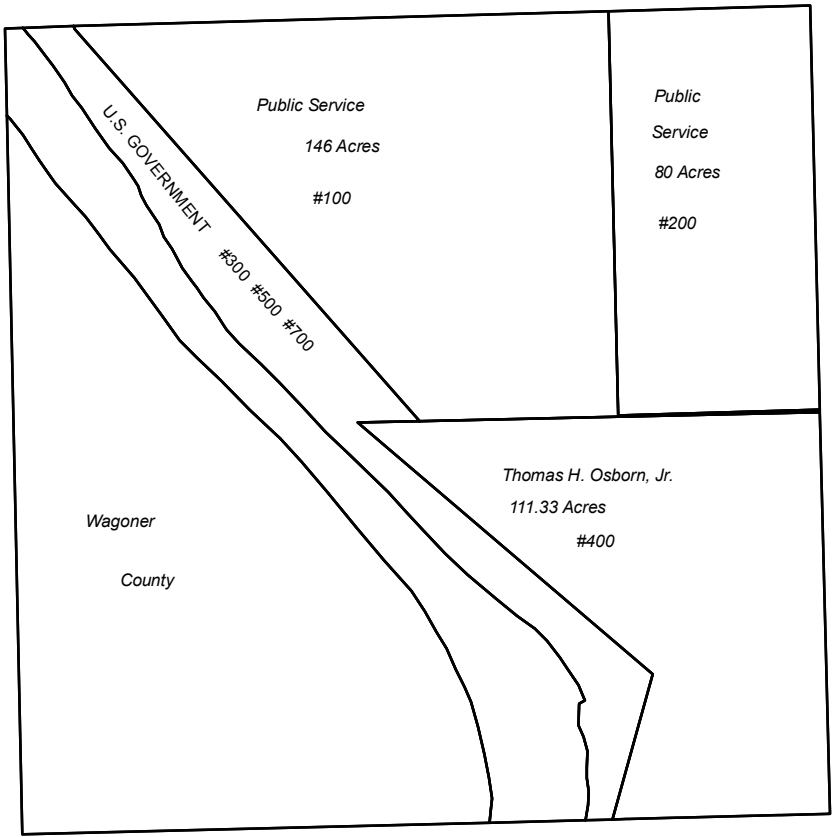 Public Service
146 Acres
#100
Public
Service
80 Acres
#200
U.S. GOVERNMENT #300 #500 #700
Thomas H. Osborn, Jr.
111.33 Acres
#400
Wagoner
County